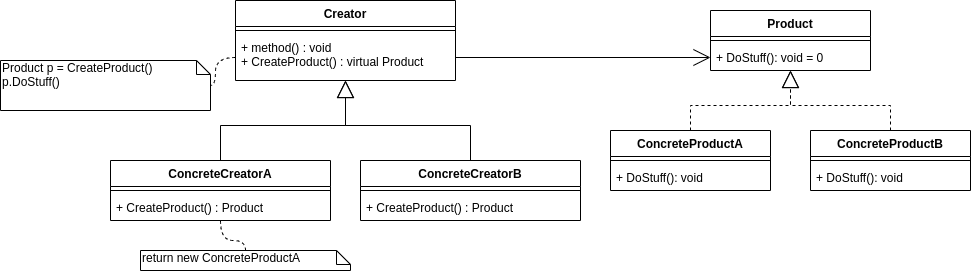 Creator
+ method() : void
+ CreateProduct() : virtual Product
Product
+ DoStuff(): void = 0
Product p = CreateProduct()
p.DoStuff()
ConcreteCreatorA
+ CreateProduct() : Product
ConcreteCreatorB
+ CreateProduct() : Product
ConcreteProductA
+ DoStuff(): void
ConcreteProductB
+ DoStuff(): void
return new ConcreteProductA